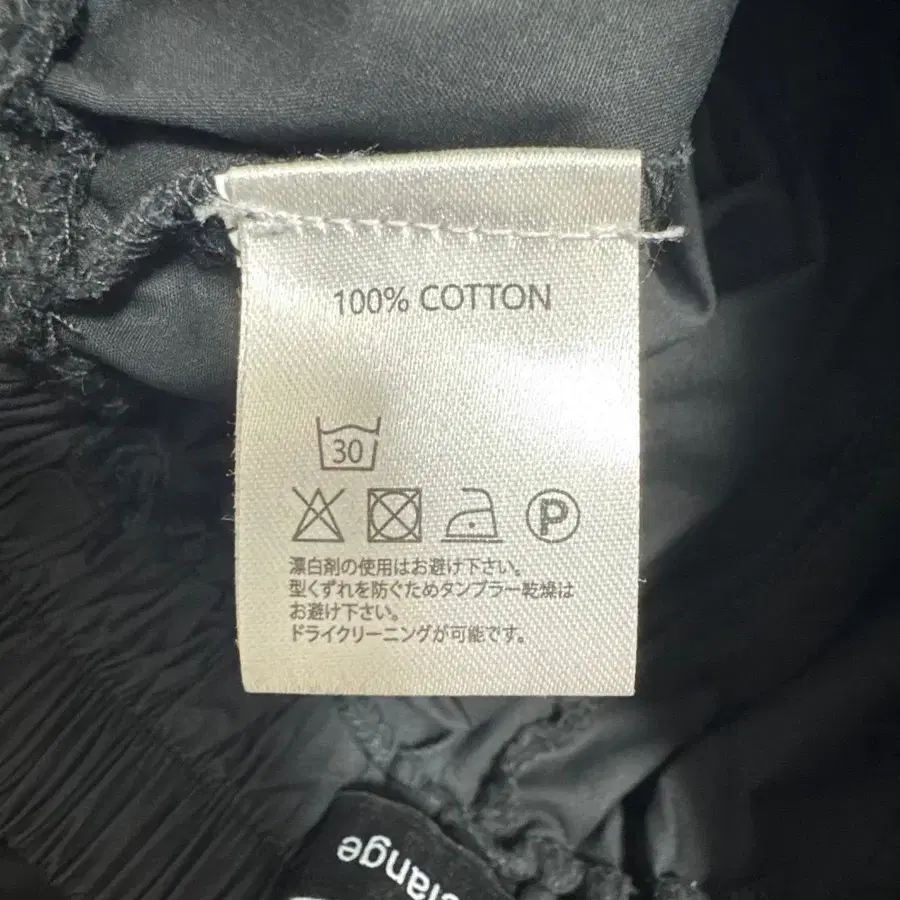 100% COTTON
30
P
漂白剤の使用はお避け下さい。
型くずれを防ぐためタンブラー乾燥は
お避け下さい。
ドライクリーニングが可能です。